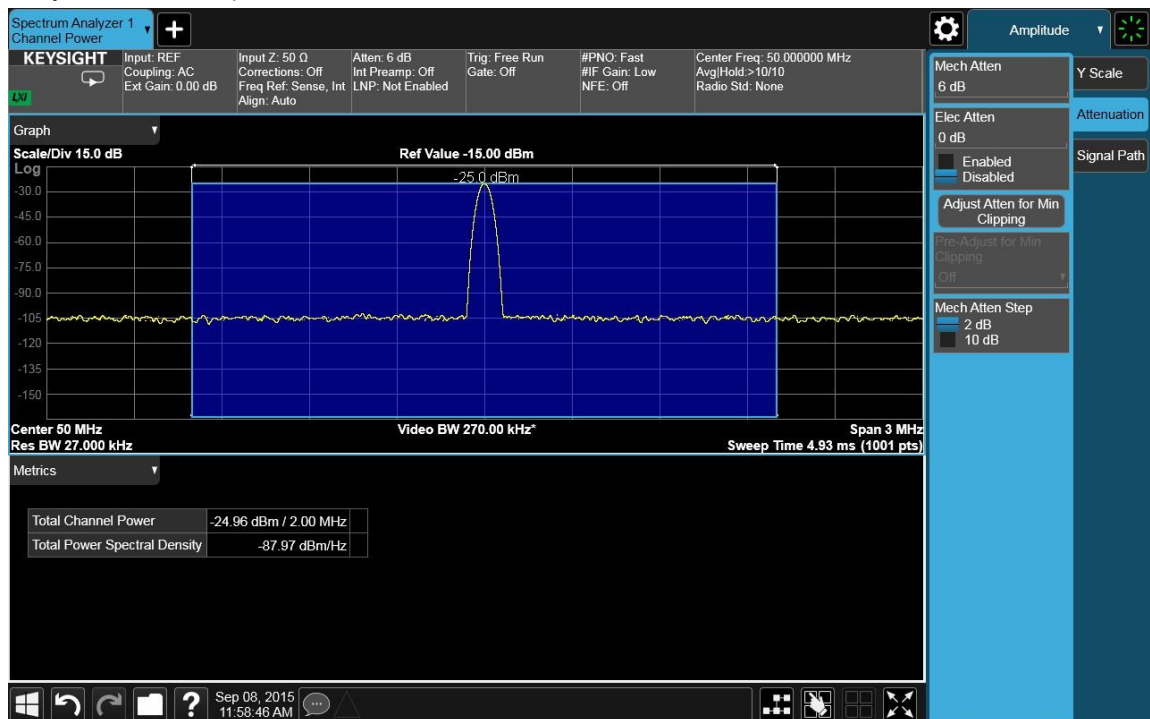 Spectrum Analyzer 1
Channel Power
Amplitude
KEYSIGHT
LXI
Input: REF
Coupling: AC
Ext Gain: 0.00 dB
Input Z: 50 Ω
Corrections: Off
Freq Ref: Sense, Int
Align: Auto
Atten: 6 dB
Int Preamp: Off
LNP: Not Enabled
Trig: Free Run
Gate: Off
#PNO: Fast
#IF Gain: Low
NFE: Off
Center Freq: 50.000000 MHz
Avg|Hold:>10/10
Radio Std: None
Graph
Scale/Div 15.0 dB
Ref Value -15.00 dBm
Log
-25.0 dBm
-30.0
-45.0
-60.0
-75.0
-90.0
-105
-120
-135
-150
Center 50 MHz
Video BW 270.00 kHz*
Span 3 MHz
Res BW 27.000 kHz
Sweep Time 4.93 ms (1001 pts)
Metrics
Total Channel Power -24.96 dBm / 2.00 MHz
Total Power Spectral Density -87.97 dBm/Hz
Mech Atten
6 dB
Elec Atten
0 dB
Enabled
Disabled
Adjust Atten for Min
Clipping
Pre-Adjust for Min
Clipping
Off
Mech Atten Step
2 dB
10 dB
Y Scale
Attenuation
Signal Path
?
Sep 08, 2015
11:58:46 AM